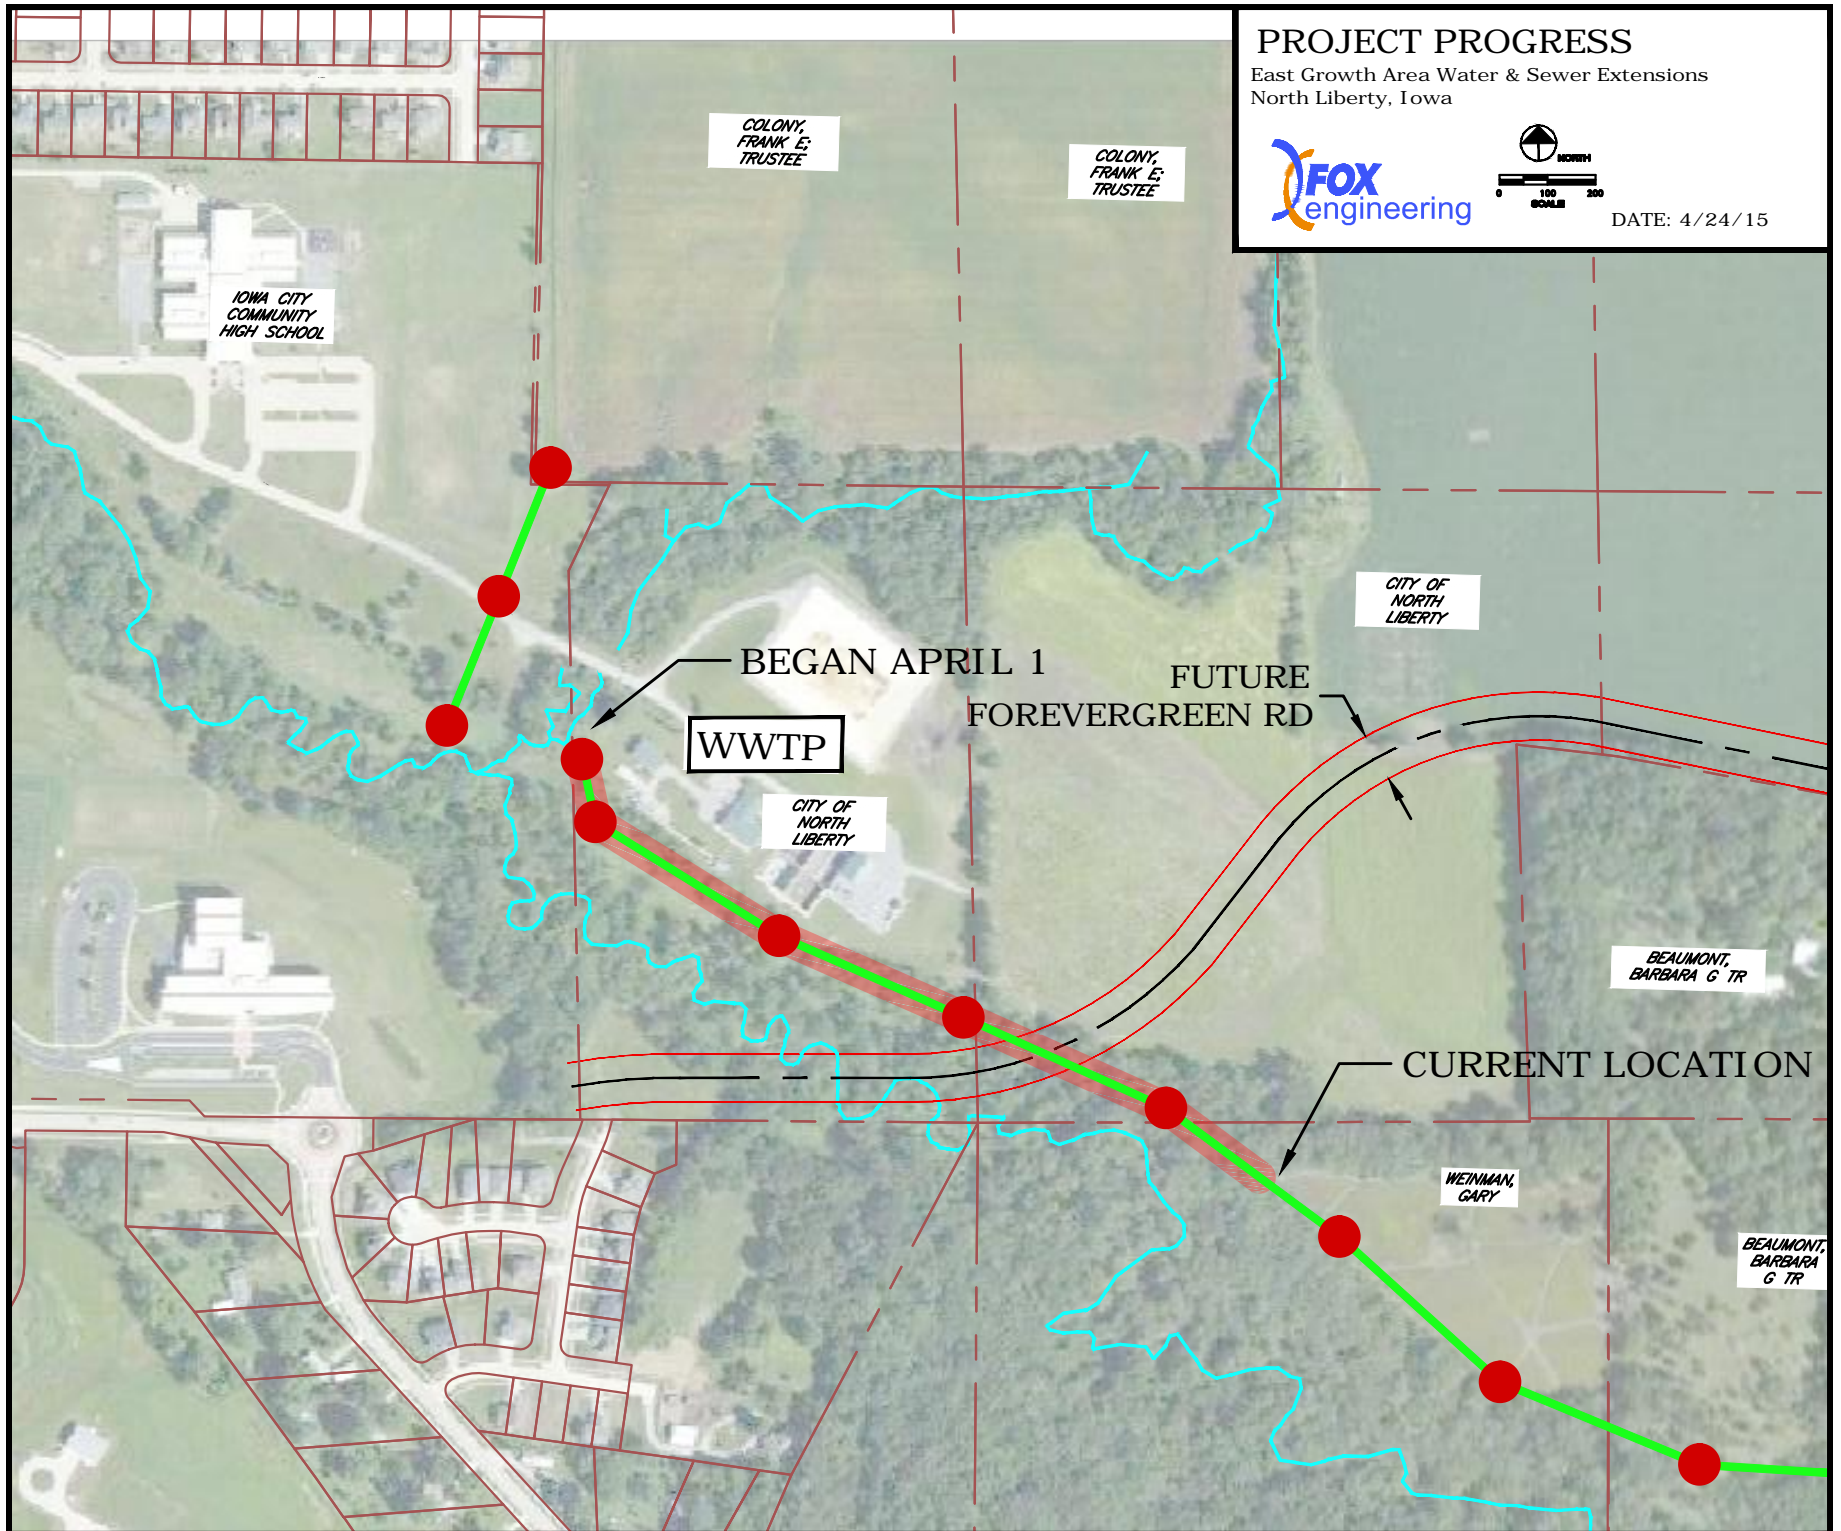 PROJECT PROGRESS
East Growth Area Water & Sewer Extensions
North Liberty, Iowa
FOX
engineering
NORTH
0 100 200
SCALE
DATE: 4/24/15
COLONY,
FRANK E;
TRUSTEE
COLONY,
FRANK E;
TRUSTEE
IOWA CITY
COMMUNITY
HIGH SCHOOL
CITY OF
NORTH
LIBERTY
BEGAN APRIL 1
FUTURE
FOREVERGREEN RD
WWTP
CITY OF
NORTH
LIBERTY
BEAUMONT,
BARBARA G TR
CURRENT LOCATION
WEINMAN,
GARY
BEAUMONT,
BARBARA
G TR